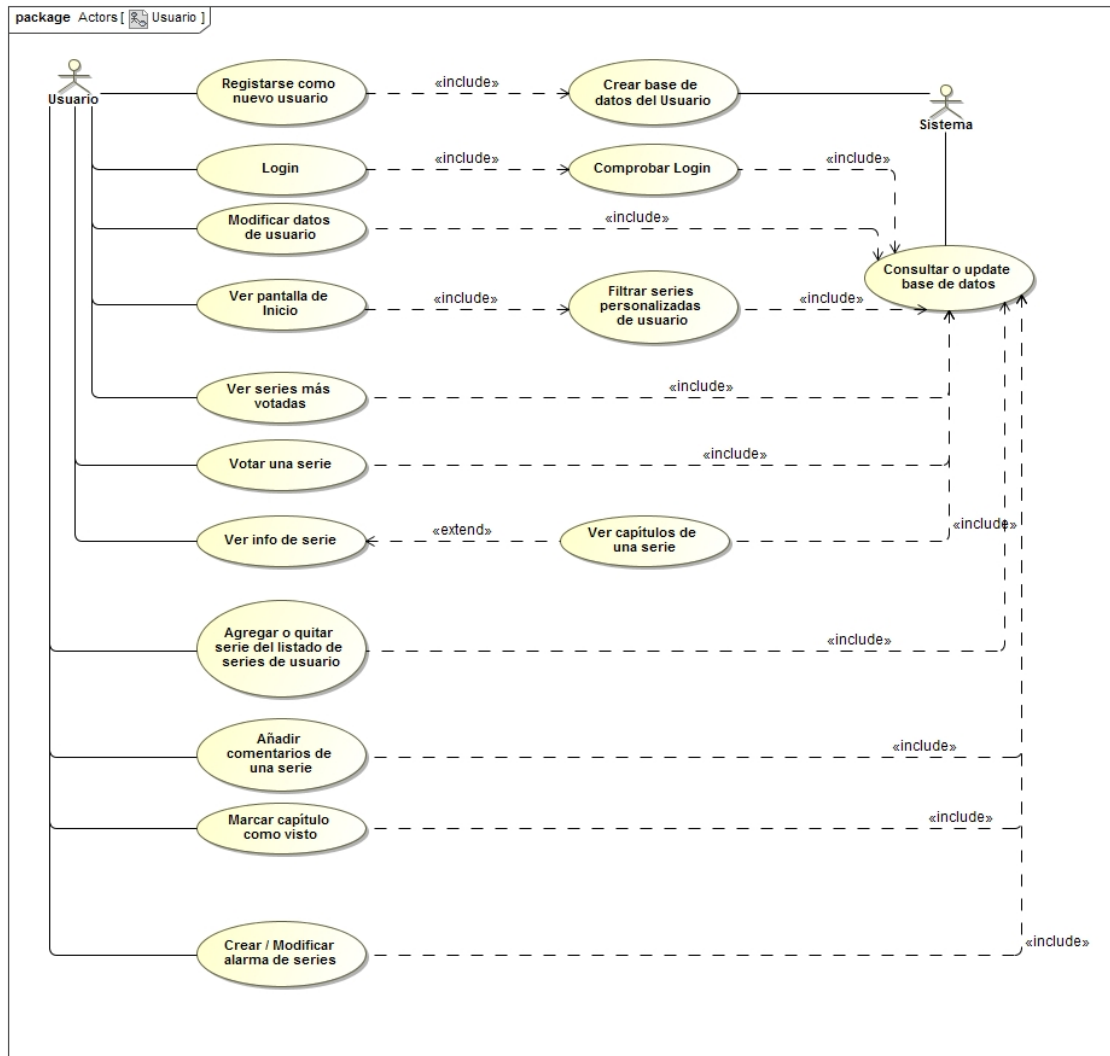 package Actors [ Usuario ]
Usuario
Registarse como
nuevo usuario
«include»
Crear base de
datos del Usuario
Sistema
Login
«include»
Comprobar Login
«include»
Modificar datos
de usuario
«include»
Consultar o update
base de datos
Ver pantalla de
Inicio
«include»
Filtrar series
personalizadas
de usuario
«include»
Ver series más
votadas
«include»
Votar una serie
«include»
Ver info de serie
«extend»
Ver capítulos de
una serie
«include»
Agregar o quitar
serie del listado de
series de usuario
«include»
Añadir
comentarios de
una serie
«include»
Marcar capítulo
como visto
«include»
Crear / Modificar
alarma de series
«include»